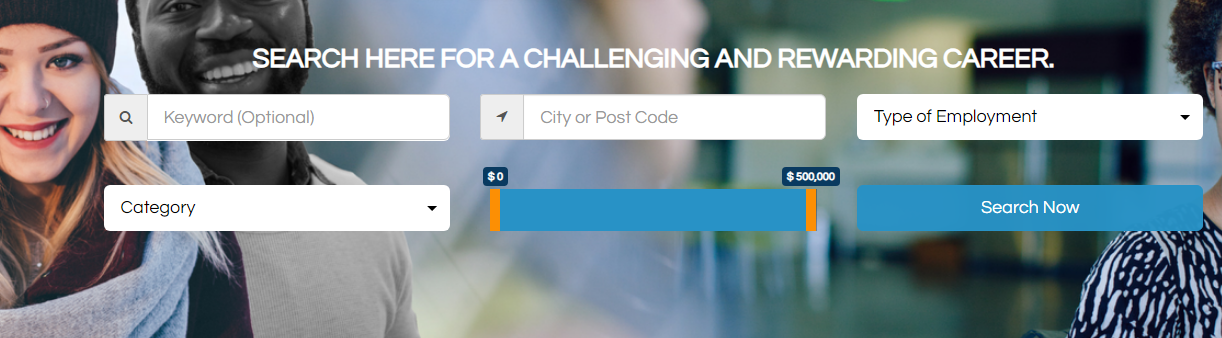 SEARCH HERE FOR A CHALLENGING AND REWARDING CAREER.
Keyword (Optional)
City or Post Code
Type of Employment
Category
$ 0
$ 500,000
Search Now